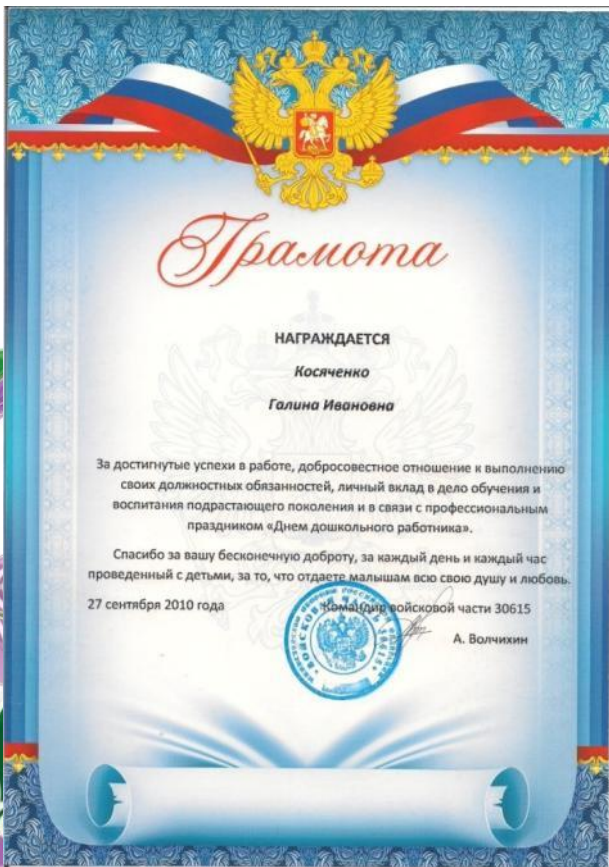 Грамота
НАГРАЖДАЕТСЯ
Косяченко
Галина Ивановна
За достигнутые успехи в работе, добросовестное отношение к выполнению
своих должностных обязанностей, личный вклад в дело обучения и
воспитания подрастающего поколения и в связи с профессиональным
праздником «Днем дошкольного работника».
Спасибо за вашу бесконечную доброту, за каждый день и каждый час
проведенный с детьми, за то, что отдаете малышам всю свою душу и любовь.
27 сентября 2010 года Командир войсковой части 30615
ВОЙСКОВАЯ ЧАСТЬ 30615
А. Волчихин